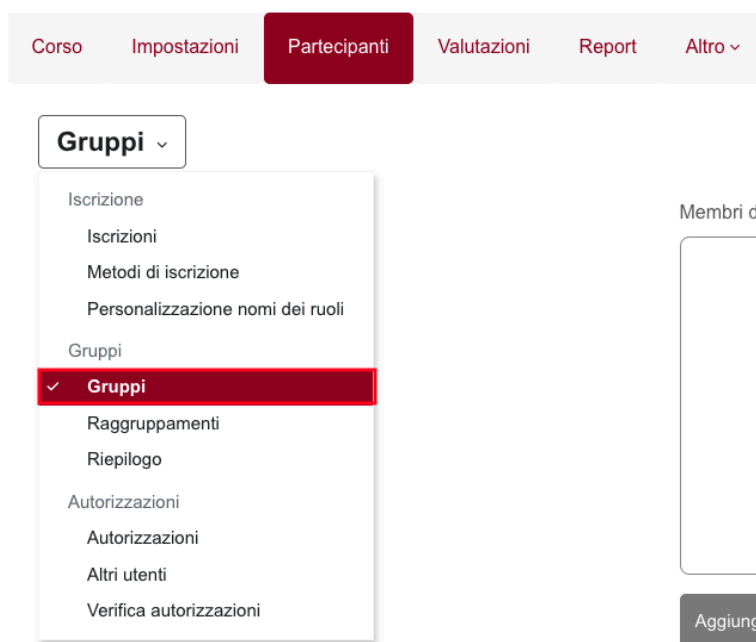 Corso Impostazioni Partecipanti Valutazioni Report Altro
Gruppi
Iscrizione
Iscrizioni
Metodi di iscrizione
Personalizzazione nomi dei ruoli
Gruppi
Gruppi
Raggruppamenti
Riepilogo
Autorizzazioni
Autorizzazioni
Altri utenti
Verifica autorizzazioni
Membri